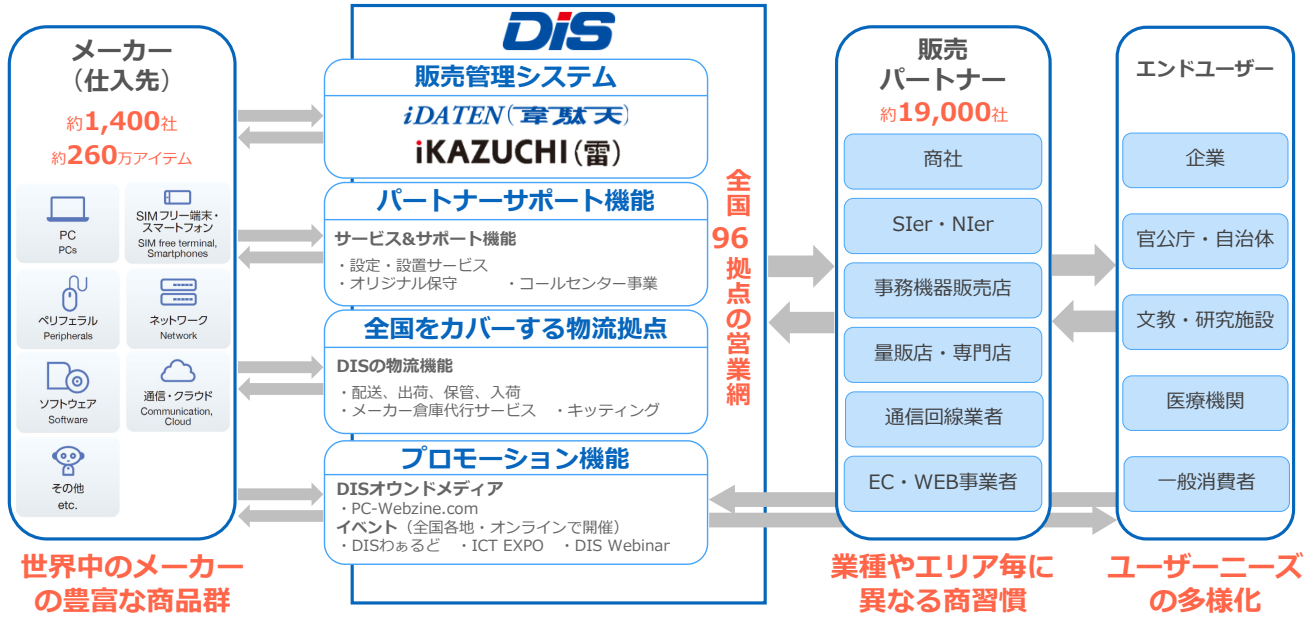 メーカー
（仕入先）
約1,400社
約260万アイテム
PC
PCs
SIMフリー端末・
スマートフォン
SIM free terminal,
Smartphones
ペリフェラル
Peripherals
ネットワーク
Network
ソフトウェア
Software
通信・クラウド
Communication,
Cloud
その他
etc.
世界中のメーカー
の豊富な商品群
DiS
販売管理システム
iDATEN(韋駄天)
iKAZUCHI(雷)
パートナーサポート機能
サービス&サポート機能
・設定・設置サービス
・オリジナル保守 ・コールセンター事業
全国をカバーする物流拠点
DISの物流機能
・配送、出荷、保管、入荷
・メーカー倉庫代行サービス ・キッティング
プロモーション機能
DISオウンドメディア
・PC-Webzine.com
イベント（全国各地・オンラインで開催）
・DISわぁるど ・ICT EXPO ・DIS Webinar
全国96拠点の営業網
販売
パートナー
約19,000社
商社
SIer・NIer
事務機器販売店
量販店・専門店
通信回線業者
EC・WEB事業者
業種やエリア毎に
異なる商習慣
エンドユーザー
企業
官公庁・自治体
文教・研究施設
医療機関
一般消費者
ユーザーニーズ
の多様化